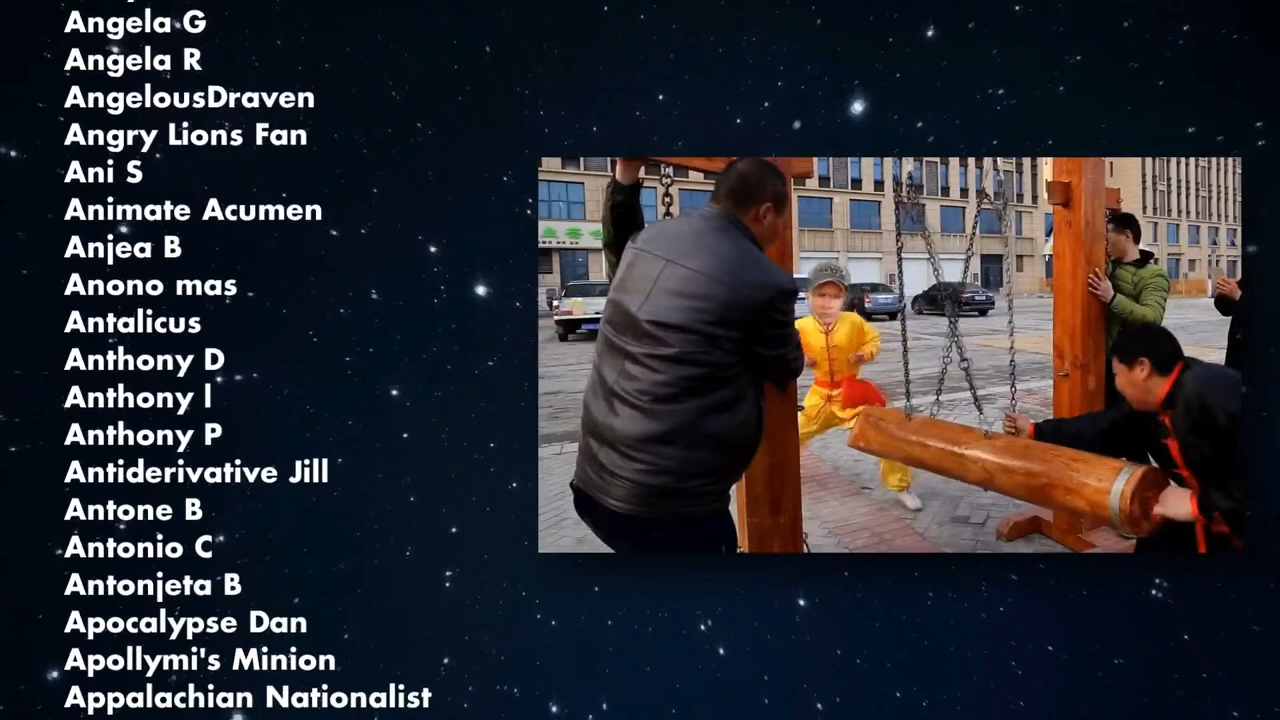 Angela G
Angela R
AngelousDraven
Angry Lions Fan
Ani S
Animate Acumen
Anjea B
Anono mas
Antalicus
Anthony D
Anthony l
Anthony P
Antiderivative Jill
Antone B
Antonio C
Antonjeta B
Apocalypse Dan
Apollymi's Minion
Appalachian Nationalist